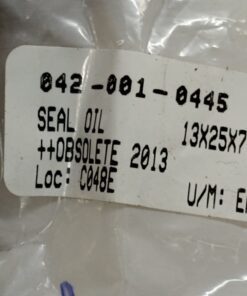 042-001-0445
SEAL OIL 13X25X7
++OBSOLETE 2013
Loc: C048E U/M: E